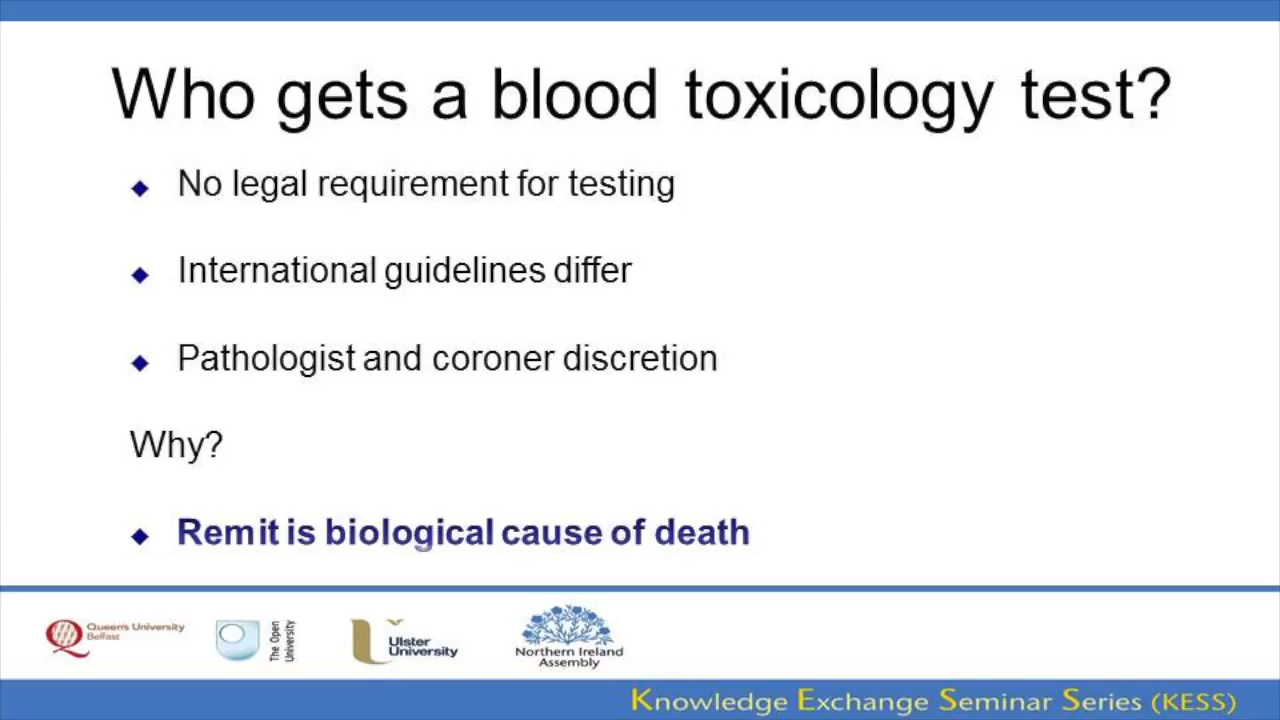 Who gets a blood toxicology test?
◆ No legal requirement for testing
◆ International guidelines differ
◆ Pathologist and coroner discretion
Why?
◆ Remit is biological cause of death
Queen's University
Belfast
The Open
University
Ulster
University
Northern Ireland
Assembly
Knowledge Exchange Seminar Series (KESS)